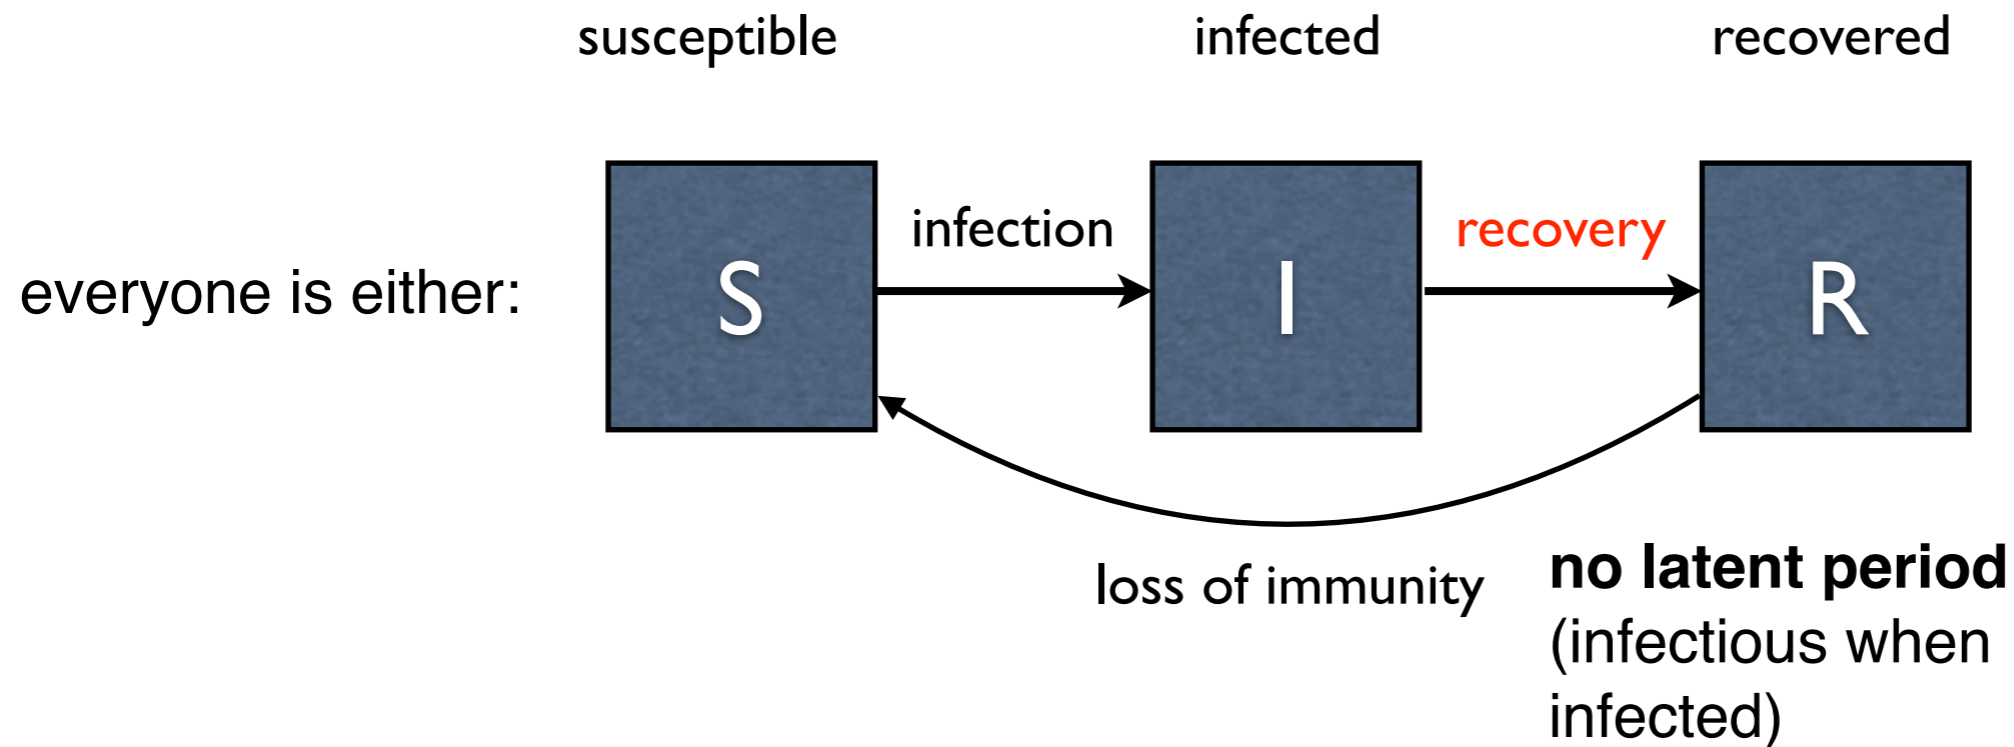 susceptible infected recovered
infection recovery
everyone is either: S I R
loss of immunity
no latent period
(infectious when
infected)